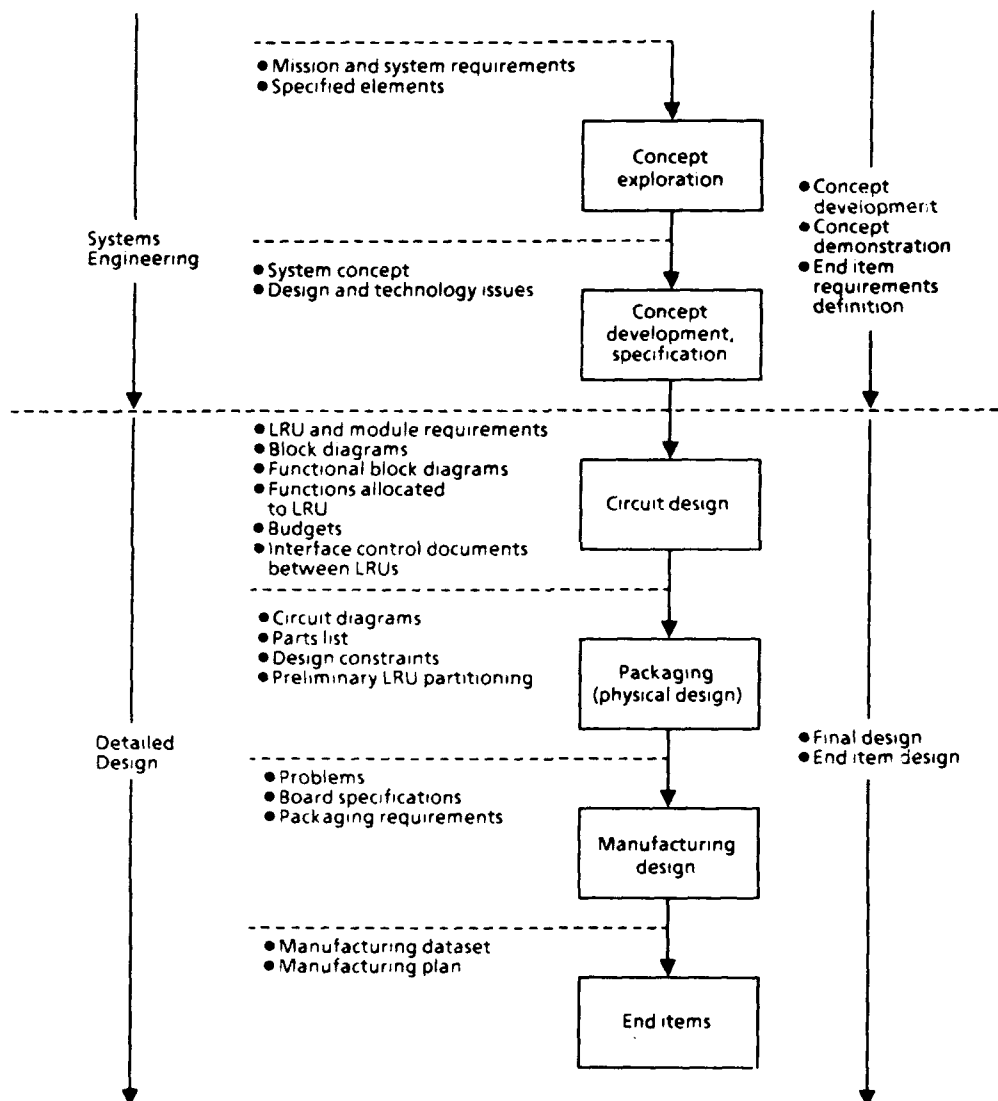 ● Mission and system requirements
● Specified elements
Concept
exploration
Systems
Engineering
● Concept
development
● Concept
demonstration
● End item
requirements
definition
● System concept
● Design and technology issues
Concept
development,
specification
● LRU and module requirements
● Block diagrams
● Functional block diagrams
● Functions allocated
to LRU
● Budgets
● Interface control documents
between LRUs
Circuit design
● Circuit diagrams
● Parts list
● Design constraints
● Preliminary LRU partitioning
Packaging
(physical design)
Detailed
Design
● Final design
● End item design
● Problems
● Board specifications
● Packaging requirements
Manufacturing
design
● Manufacturing dataset
● Manufacturing plan
End items